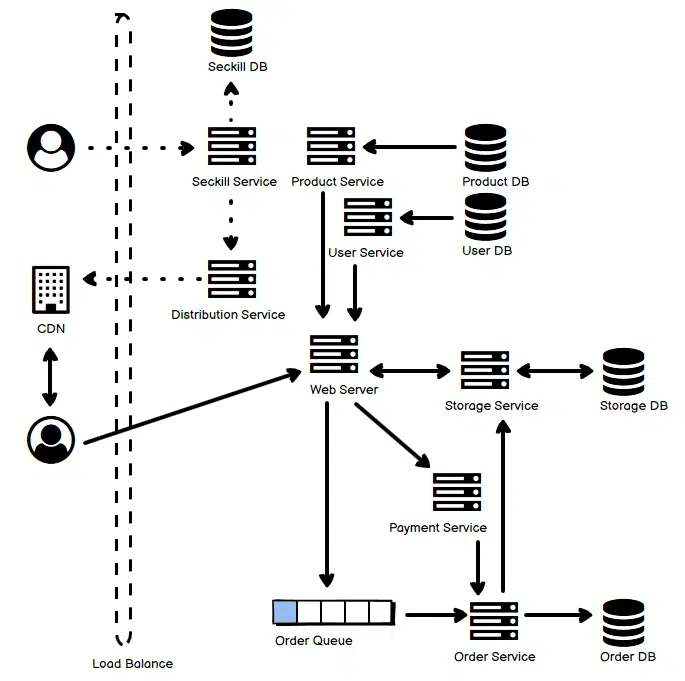 Seckill DB
Seckill Service
Product Service
Product DB
User Service
User DB
Distribution Service
CDN
Web Server
Storage Service
Storage DB
Payment Service
Order Queue
Order Service
Order DB
Load Balance